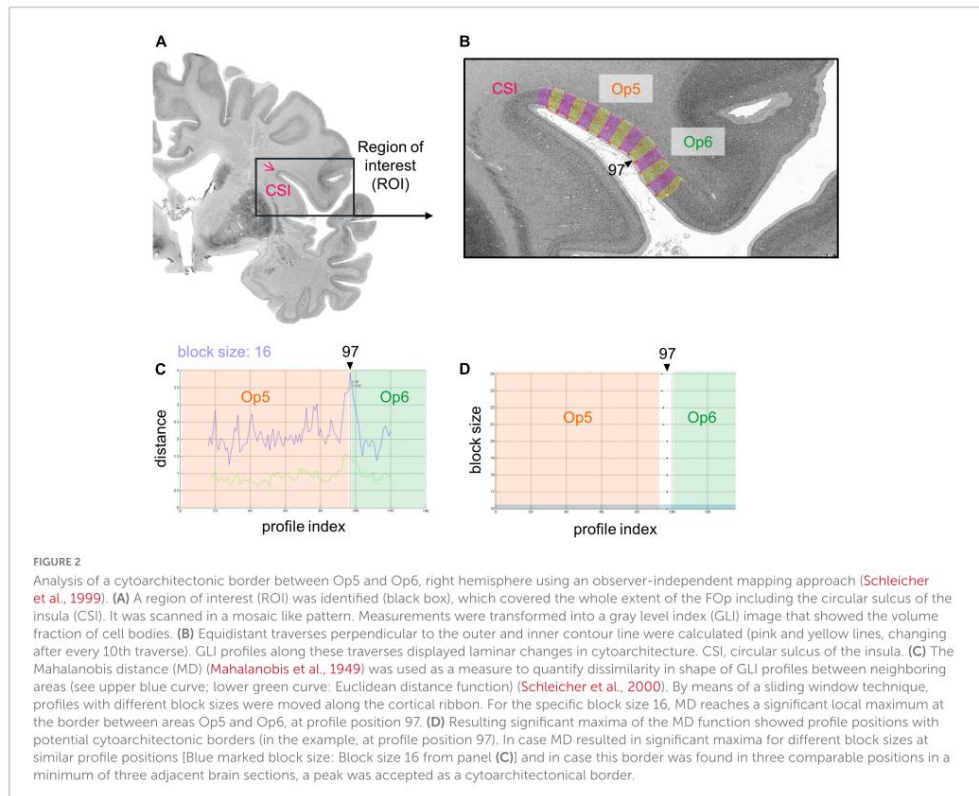 A
CSI
Region of
interest
(ROI)
B
CSI
Op5
Op6
97
block size: 16
97
C
distance
Op5
Op6
profile index
97
D
block size
Op5
Op6
profile index
FIGURE 2
Analysis of a cytoarchitectonic border between Op5 and Op6, right hemisphere using an observer-independent mapping approach (Schleicher
et al., 1999). (A) A region of interest (ROI) was identified (black box), which covered the whole extent of the FOp including the circular sulcus of the
insula (CSI). It was scanned in a mosaic like pattern. Measurements were transformed into a gray level index (GLI) image that showed the volume
fraction of cell bodies. (B) Equidistant traverses perpendicular to the outer and inner contour line were calculated (pink and yellow lines, changing
after every 10th traverse). GLI profiles along these traverses displayed laminar changes in cytoarchitecture. CSI, circular sulcus of the insula. (C) The
Mahalanobis distance (MD) (Mahalanobis et al., 1949) was used as a measure to quantify dissimilarity in shape of GLI profiles between neighboring
areas (see upper blue curve; lower green curve: Euclidean distance function) (Schleicher et al., 2000). By means of a sliding window technique,
profiles with different block sizes were moved along the cortical ribbon. For the specific block size 16, MD reaches a significant local maximum at
the border between areas Op5 and Op6, at profile position 97. (D) Resulting significant maxima of the MD function showed profile positions with
potential cytoarchitectonic borders (in the example, at profile position 97). In case MD resulted in significant maxima for different block sizes at
similar profile positions [Blue marked block size: Block size 16 from panel (C)] and in case this border was found in three comparable positions in a
minimum of three adjacent brain sections, a peak was accepted as a cytoarchitectonical border.